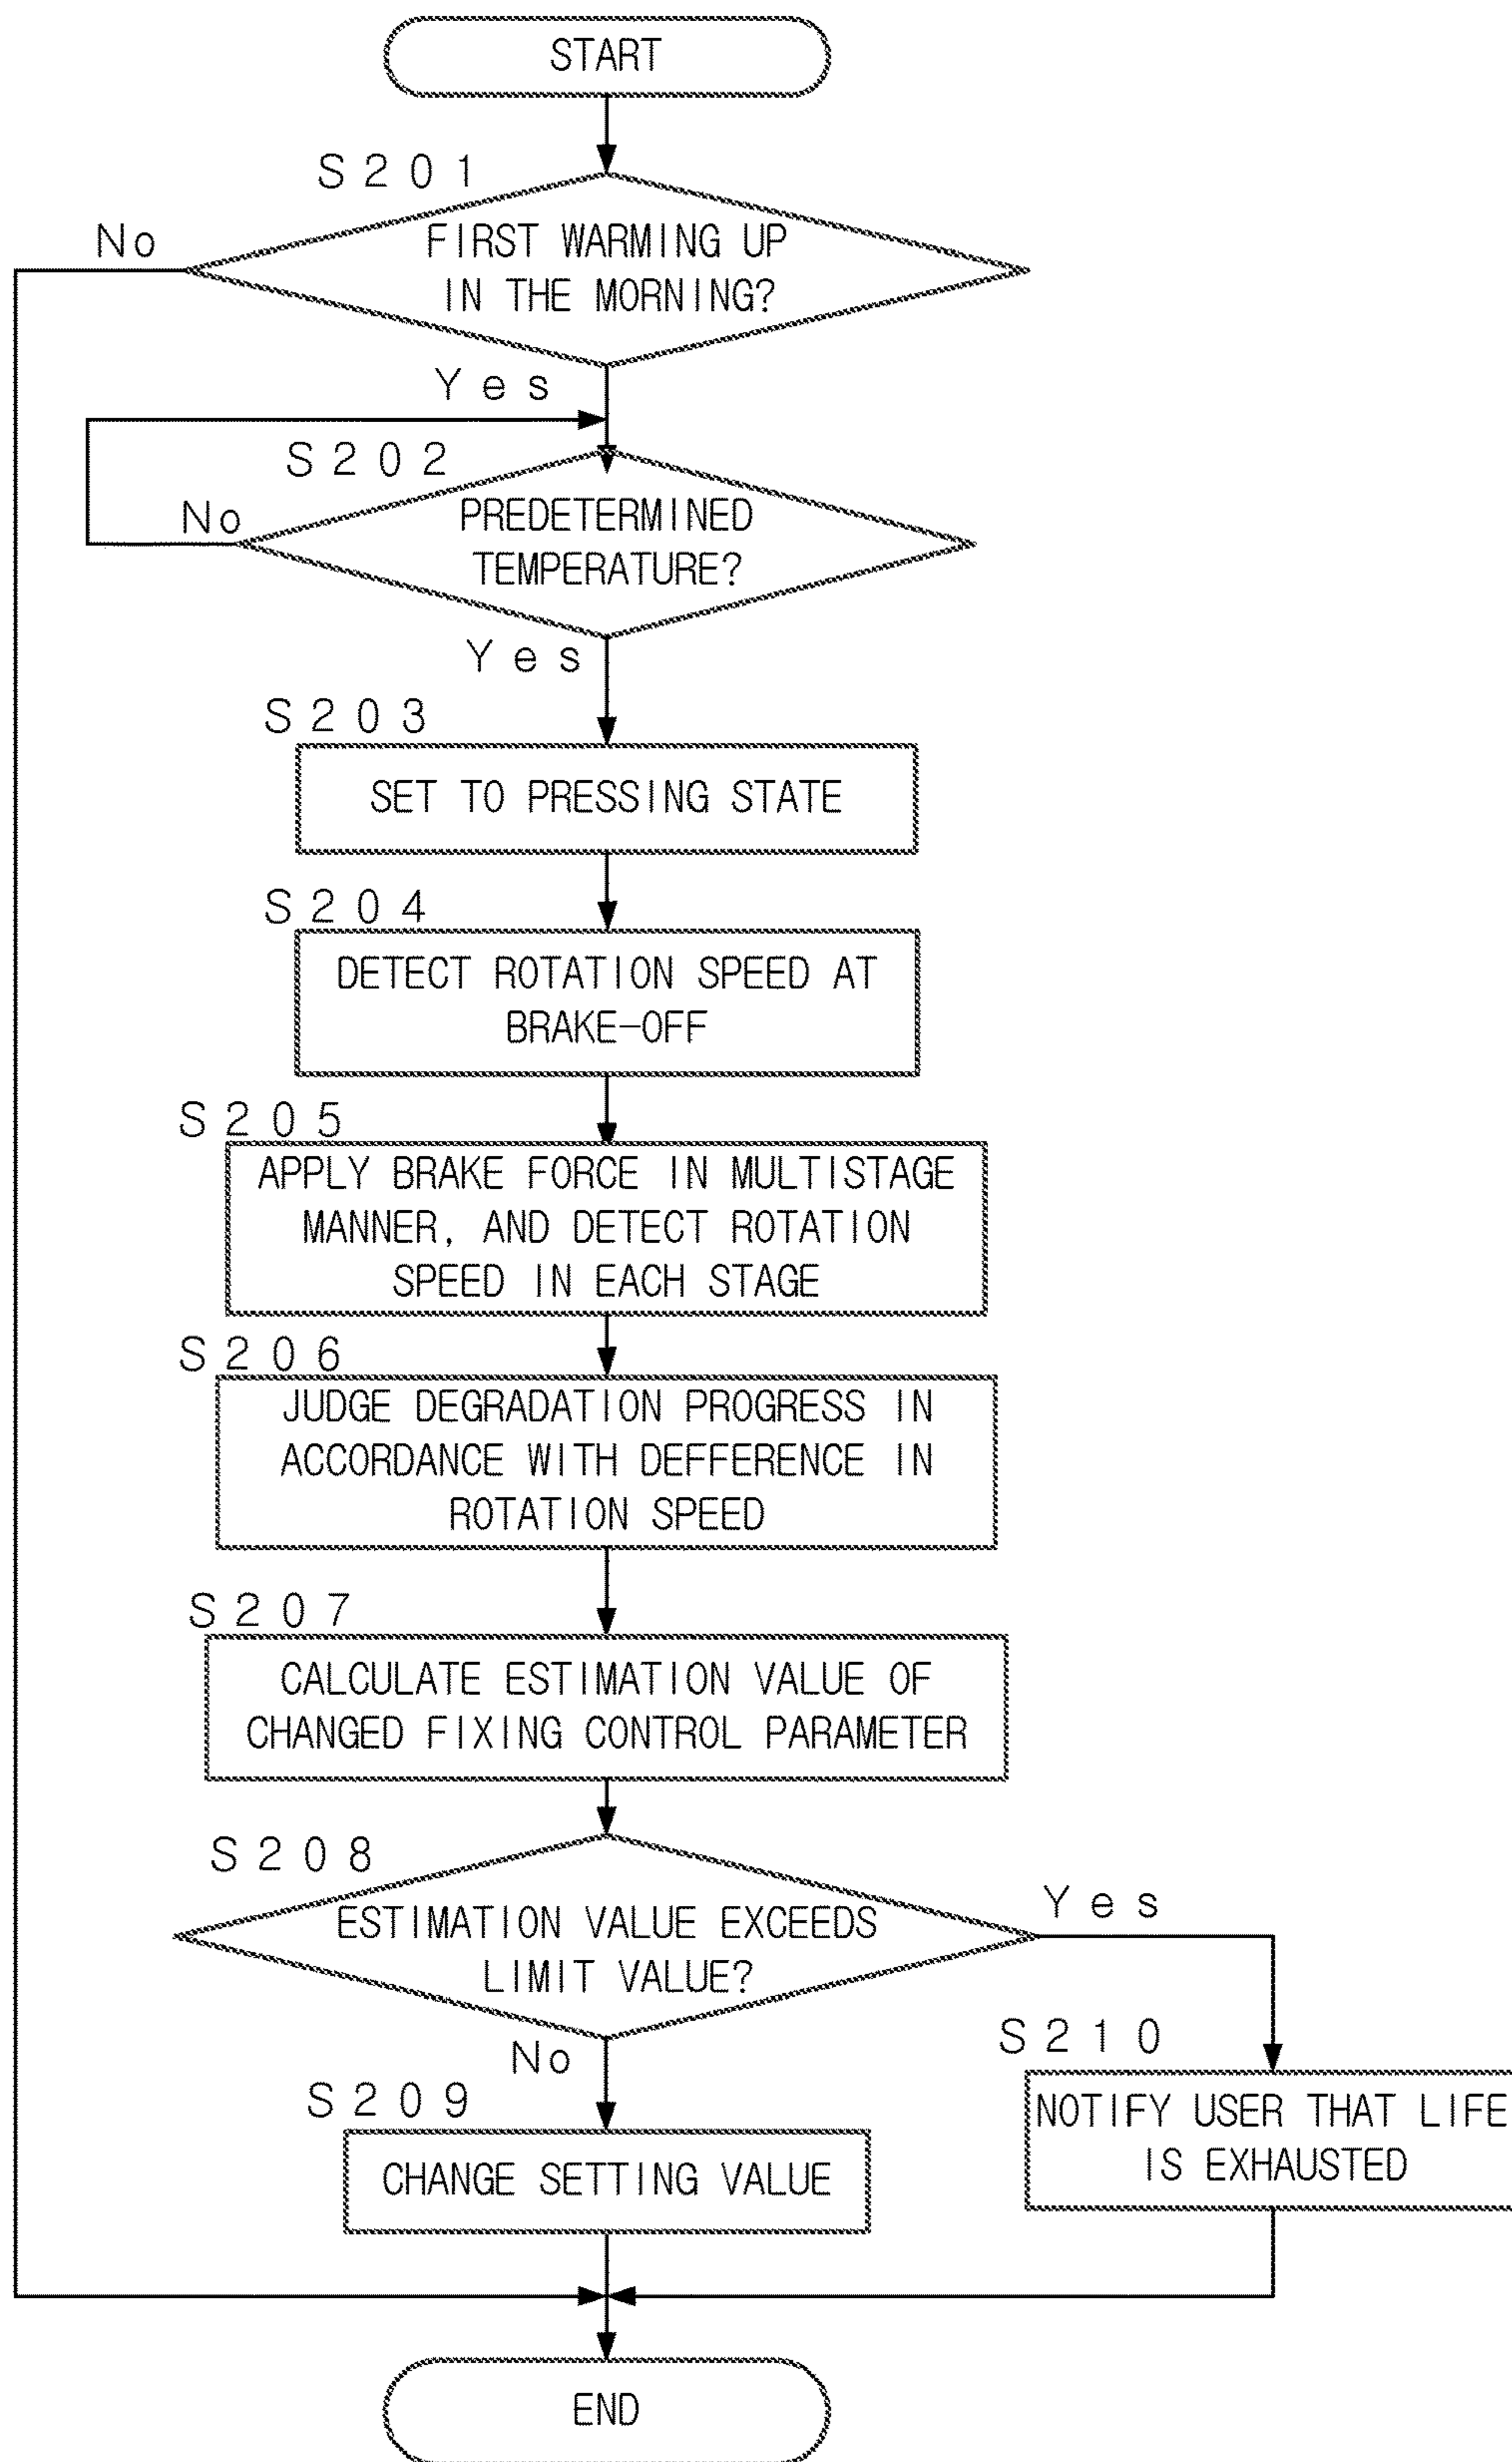 START
S201
No
FIRST WARMING UP
IN THE MORNING?
Yes
S202
No
PREDETERMINED
TEMPERATURE?
Yes
S203
SET TO PRESSING STATE
S204
DETECT ROTATION SPEED AT
BRAKE-OFF
S205
APPLY BRAKE FORCE IN MULTISTAGE
MANNER, AND DETECT ROTATION
SPEED IN EACH STAGE
S206
JUDGE DEGRADATION PROGRESS IN
ACCORDANCE WITH DEFFERENCE IN
ROTATION SPEED
S207
CALCULATE ESTIMATION VALUE OF
CHANGED FIXING CONTROL PARAMETER
S208
Yes
ESTIMATION VALUE EXCEEDS
LIMIT VALUE?
No
S210
S209
NOTIFY USER THAT LIFE
IS EXHAUSTED
CHANGE SETTING VALUE
END